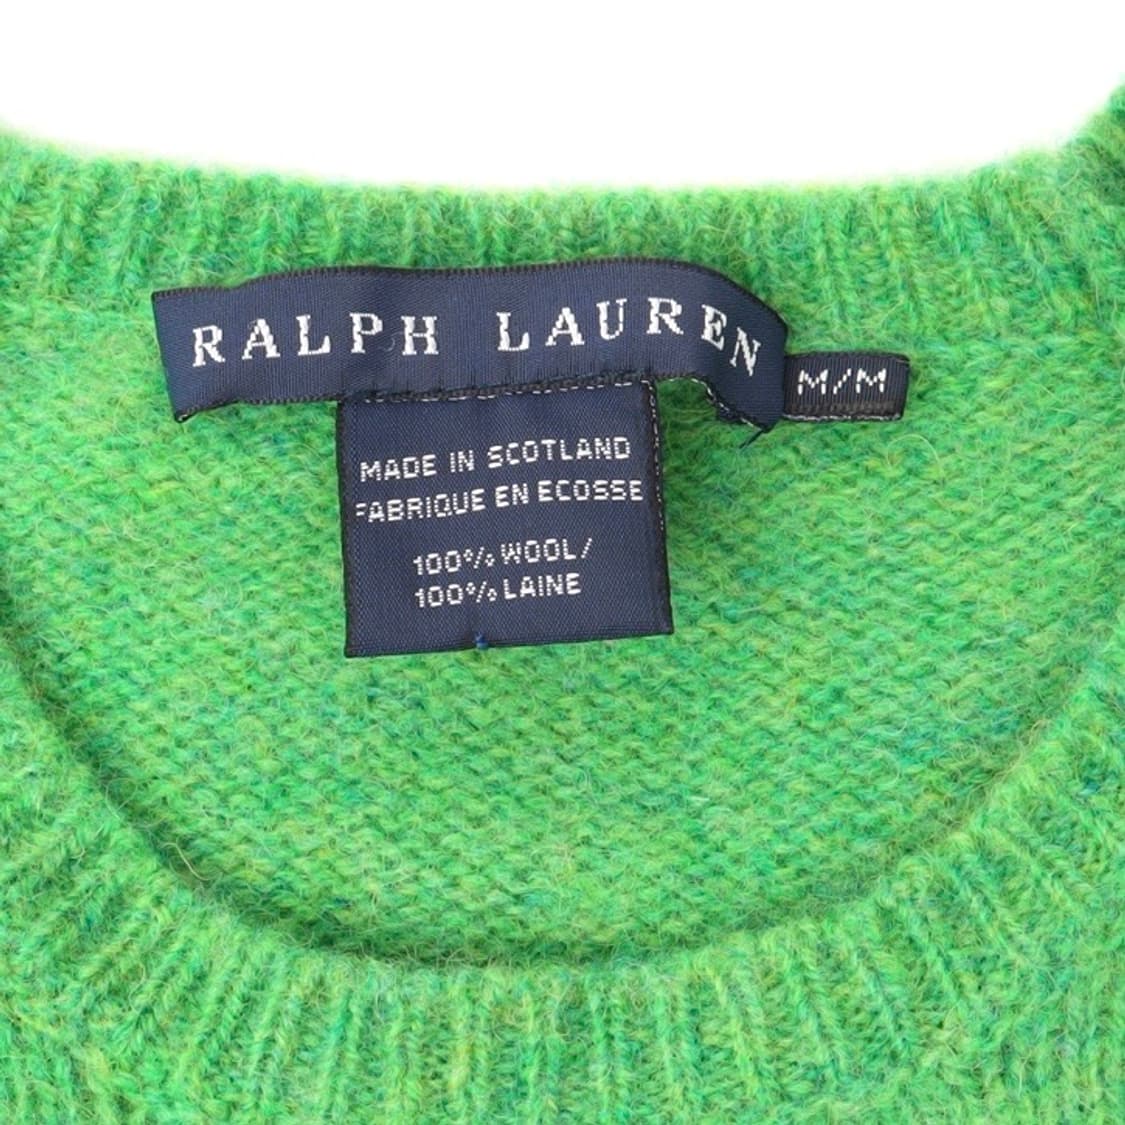 RALPH LAUREN
M/M
MADE IN SCOTLAND
FABRIQUE EN ECOSSE
100% WOOL/
100% LAINE